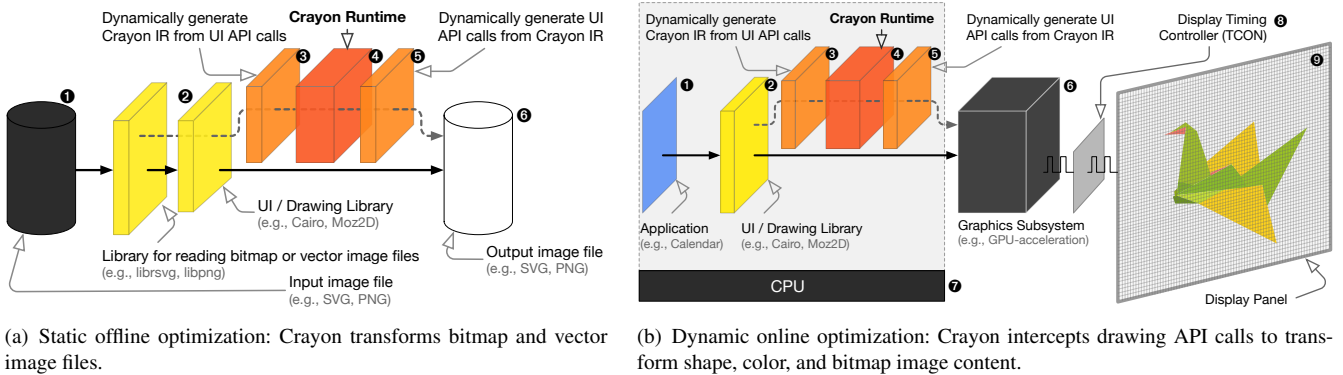 Dynamically generate
Crayon IR from UI API calls
Crayon Runtime
Dynamically generate UI
API calls from Crayon IR
❶
❷
❸
❹
❺
❻
UI / Drawing Library
(e.g., Cairo, Moz2D)
Library for reading bitmap or vector image files
(e.g., librsvg, libpng)
Input image file
(e.g., SVG, PNG)
Output image file
(e.g., SVG, PNG)
(a) Static offline optimization: Crayon transforms bitmap and vector
image files.
Dynamically generate
Crayon IR from UI API calls
Crayon Runtime
Dynamically generate UI
API calls from Crayon IR
Display Timing ❽
Controller (TCON)
❶
❷
❸
❹
❺
❻
❾
Application
(e.g., Calendar)
UI / Drawing Library
(e.g., Cairo, Moz2D)
Graphics Subsystem
(e.g., GPU-acceleration)
CPU ❼
Display Panel
(b) Dynamic online optimization: Crayon intercepts drawing API calls to trans-
form shape, color, and bitmap image content.